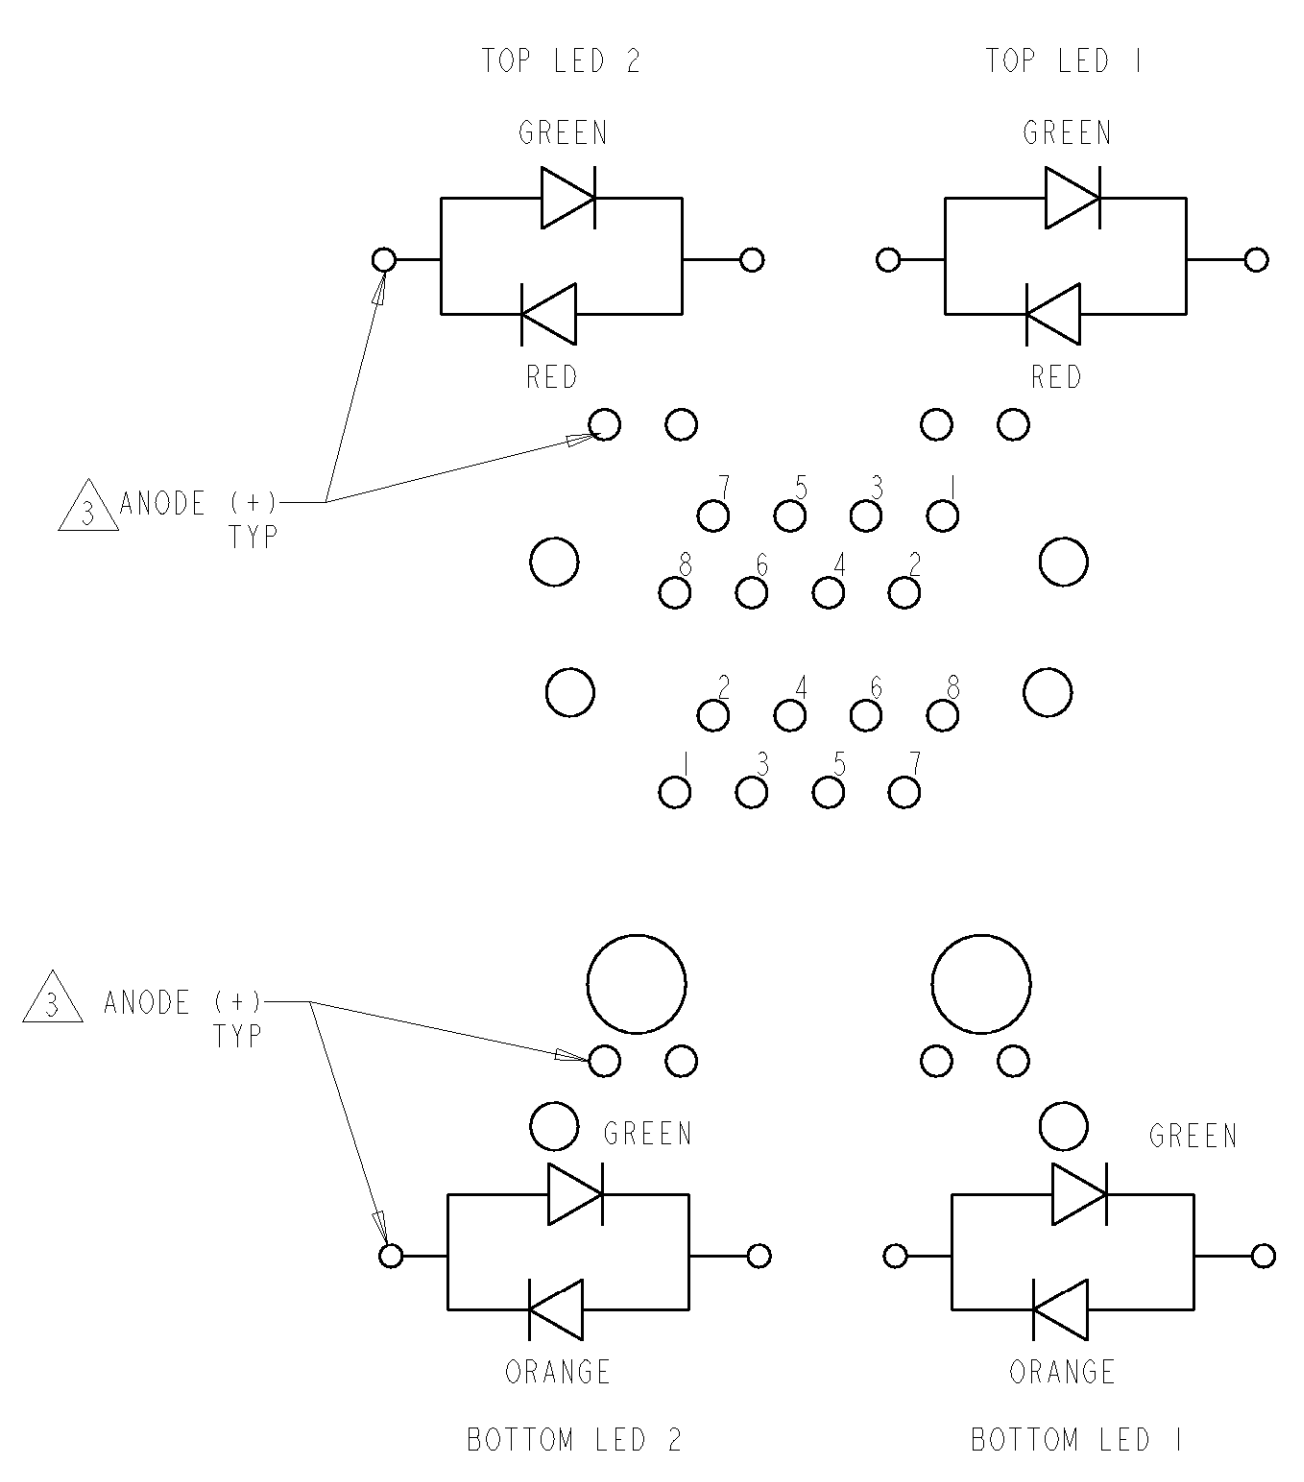 TOP LED 2
TOP LED 1
GREEN
GREEN
RED
RED
3 ANODE (+)
TYP
7 5 3 1
8 6 4 2
2 4 6 8
1 3 5 7
3 ANODE (+)
TYP
GREEN
GREEN
ORANGE
ORANGE
BOTTOM LED 2
BOTTOM LED 1